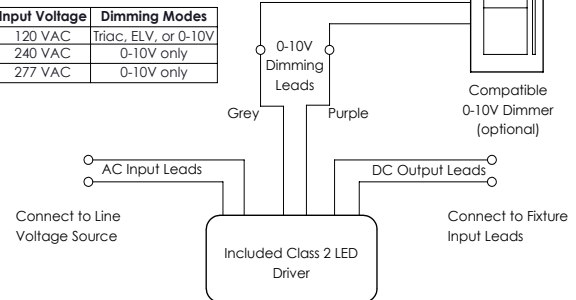 Input Voltage Dimming Modes
120 VAC Triac, ELV, or 0-10V
240 VAC 0-10V only
277 VAC 0-10V only
0-10V
Dimming
Leads
Grey
Purple
Compatible
0-10V Dimmer
(optional)
AC Input Leads
DC Output Leads
Connect to Line
Voltage Source
Connect to Fixture
Input Leads
Included Class 2 LED
Driver